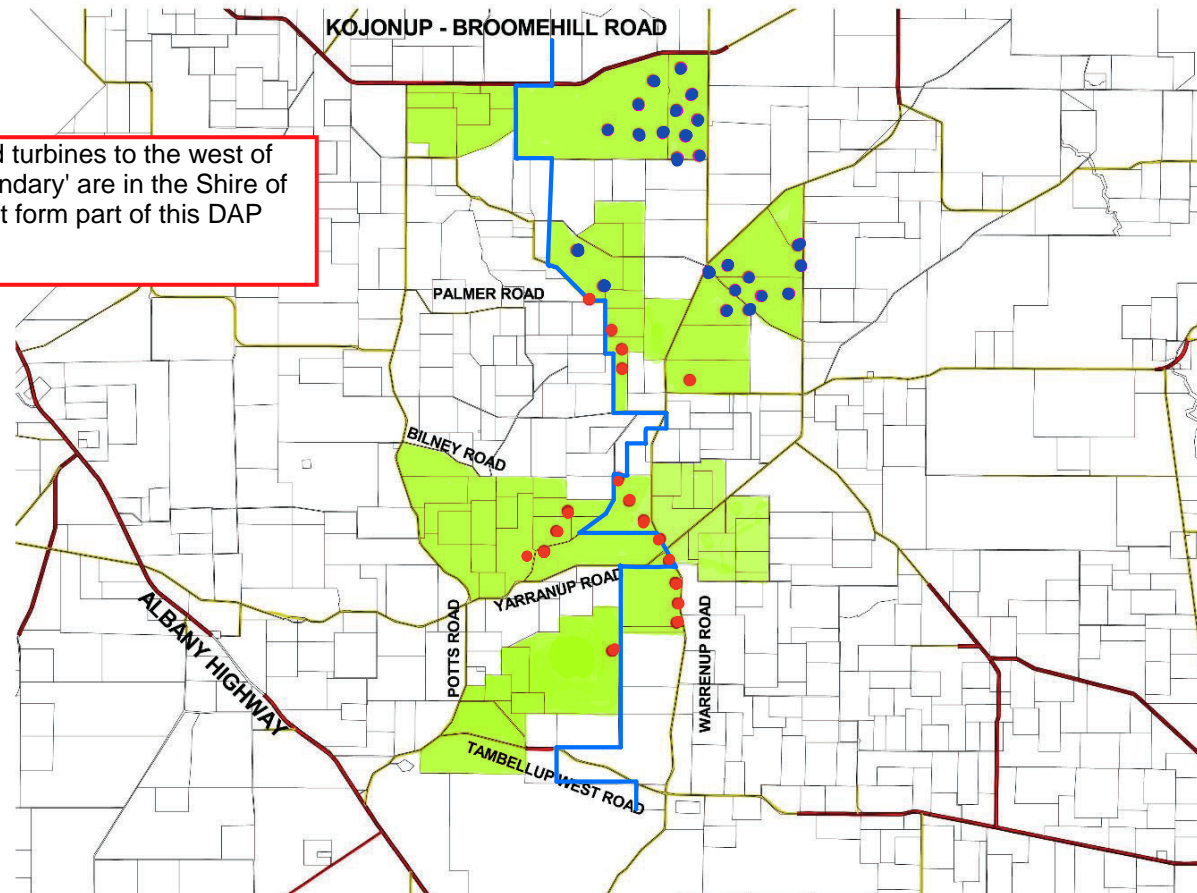 KOJONUP - BROOMEHILL ROAD
turbines to the west of
ndary' are in the Shire of
t form part of this DAP
PALMER ROAD
BILNEY ROAD
YARRANUP ROAD
POTTS ROAD
ALBANY HIGHWAY
WARRENUP ROAD
TAMBELLUP WEST ROAD